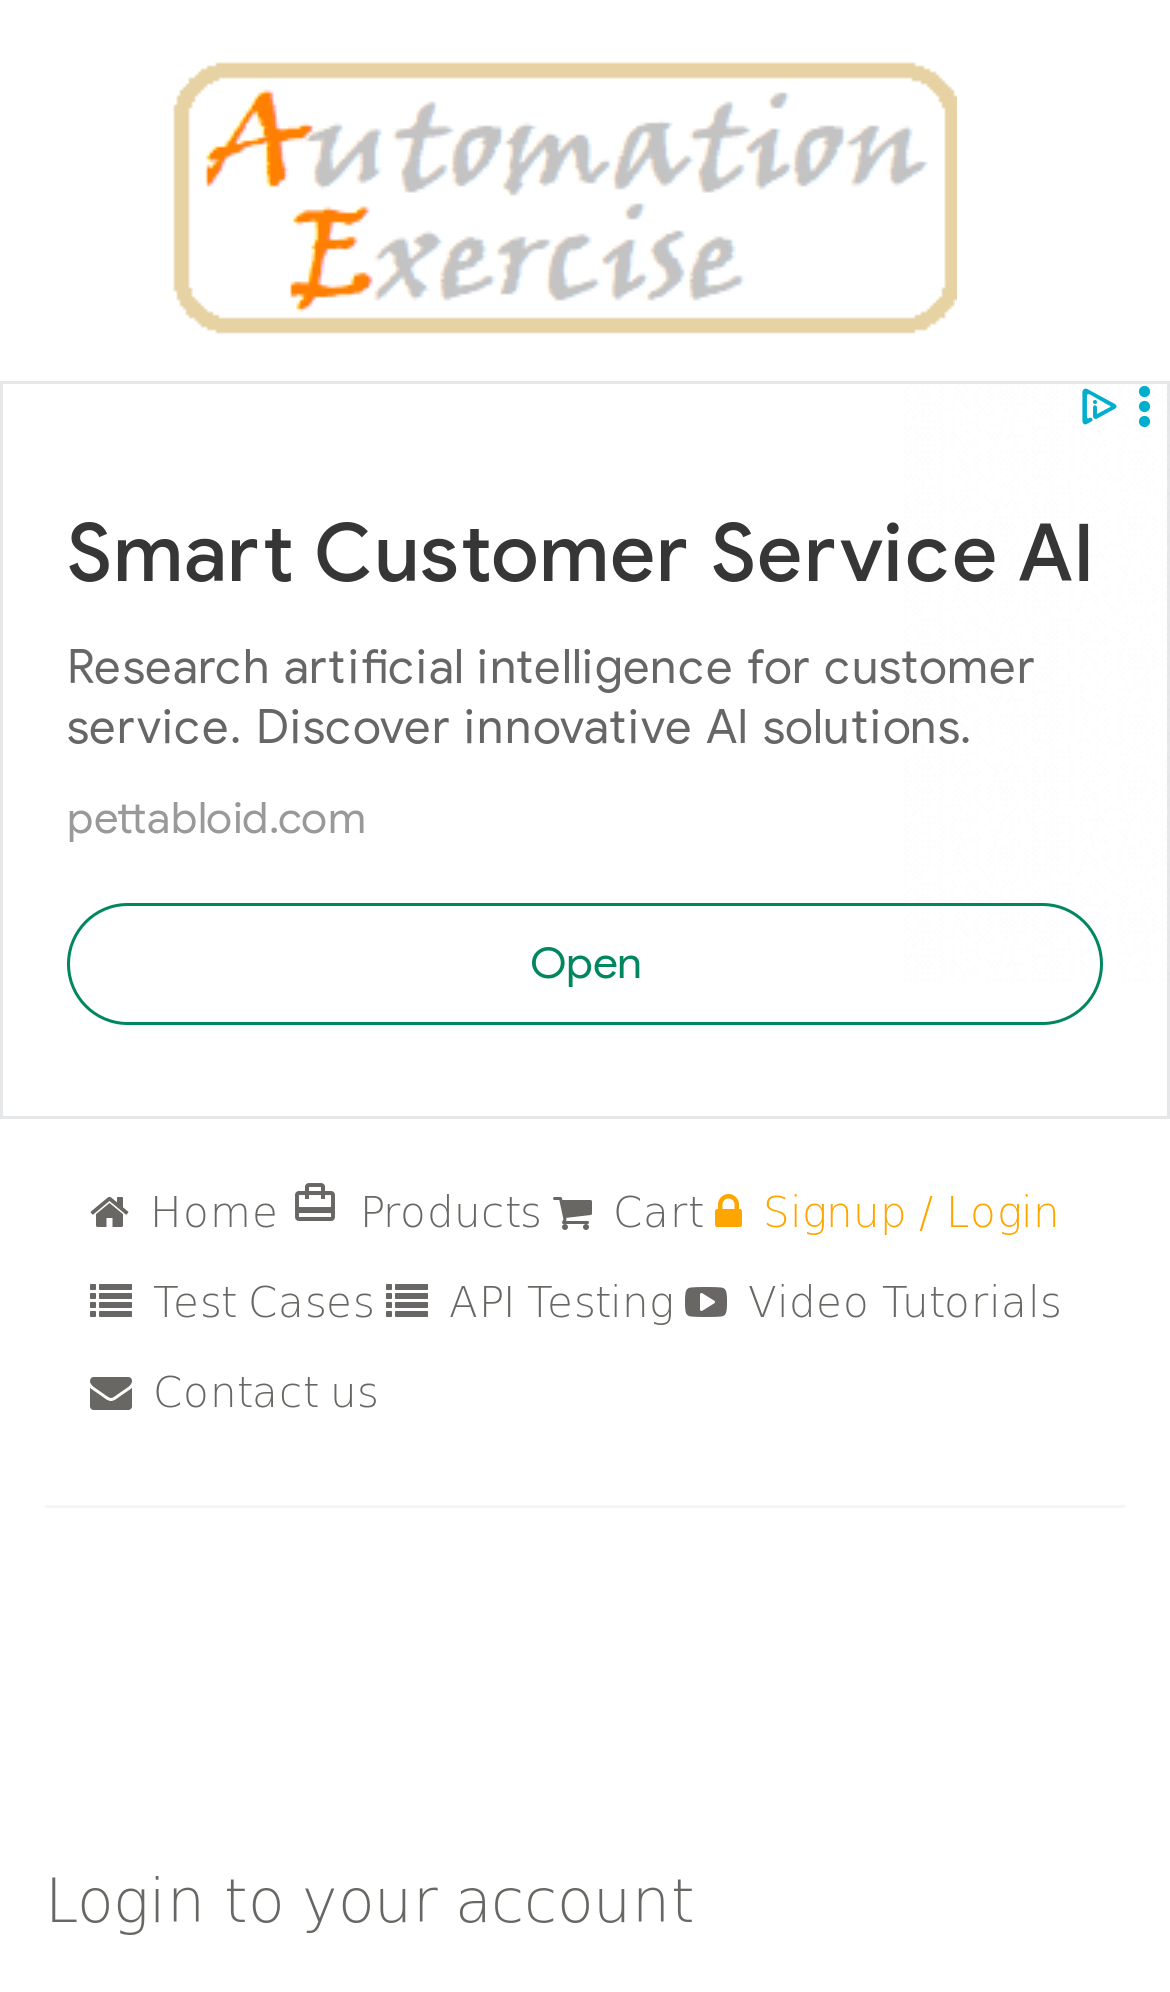 Automation
Exercise
Smart Customer Service AI
Research artificial intelligence for customer
service. Discover innovative AI solutions.
pettabloid.com
Open
Home Products Cart Signup / Login
Test Cases API Testing Video Tutorials
Contact us
Login to your account